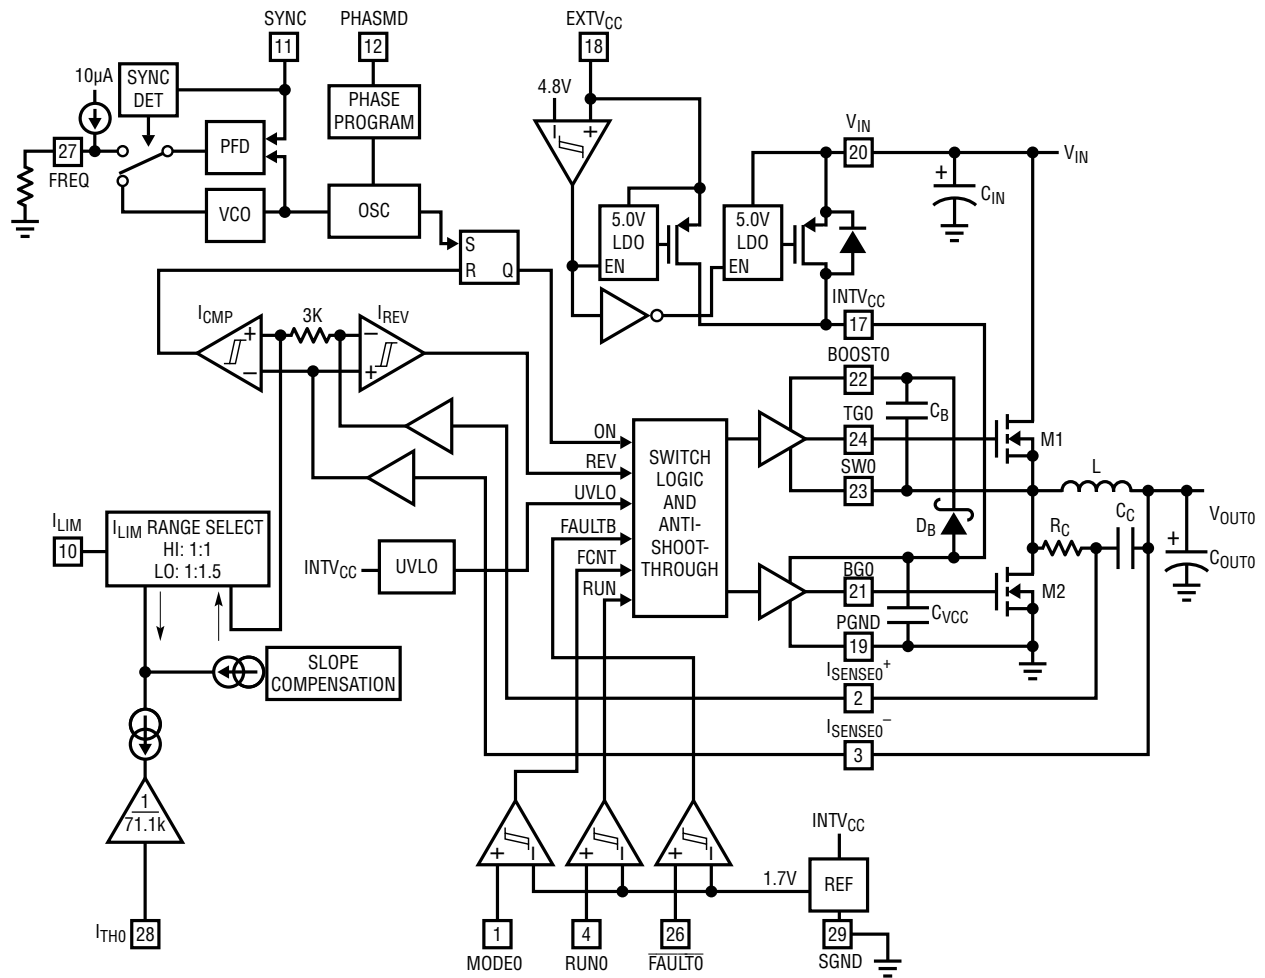 SYNC
11
PHASMD
12
EXTVCC
18
10µA
SYNC
DET
PHASE
PROGRAM
4.8V
−
+
27
FREQ
PFD
VCO
OSC
VIN
20
VIN
+
CIN
5.0V
LDO
EN
5.0V
LDO
EN
S
R
Q
INTVCC
17
ICMP
+
−
3K
IREV
−
+
BOOST0
22
CB
TG0
24
M1
SW0
23
L
ON
REV
UVLO
FAULTB
FCNT
RUN
SWITCH
LOGIC
AND
ANTI-
SHOOT-
THROUGH
DB
RC
CC
VOUT0
+
COUT0
ILIM
10
ILIM RANGE SELECT
HI: 1:1
LO: 1:1.5
INTVCC
UVLO
BG0
21
M2
CVCC
PGND
19
SLOPE
COMPENSATION
ISENSE0+
2
ISENSE0−
3
1
71.1k
+
−
+
−
+
−
INTVCC
1.7V
REF
ITH0
28
1
MODE0
4
RUN0
26
FAULT0
29
SGND